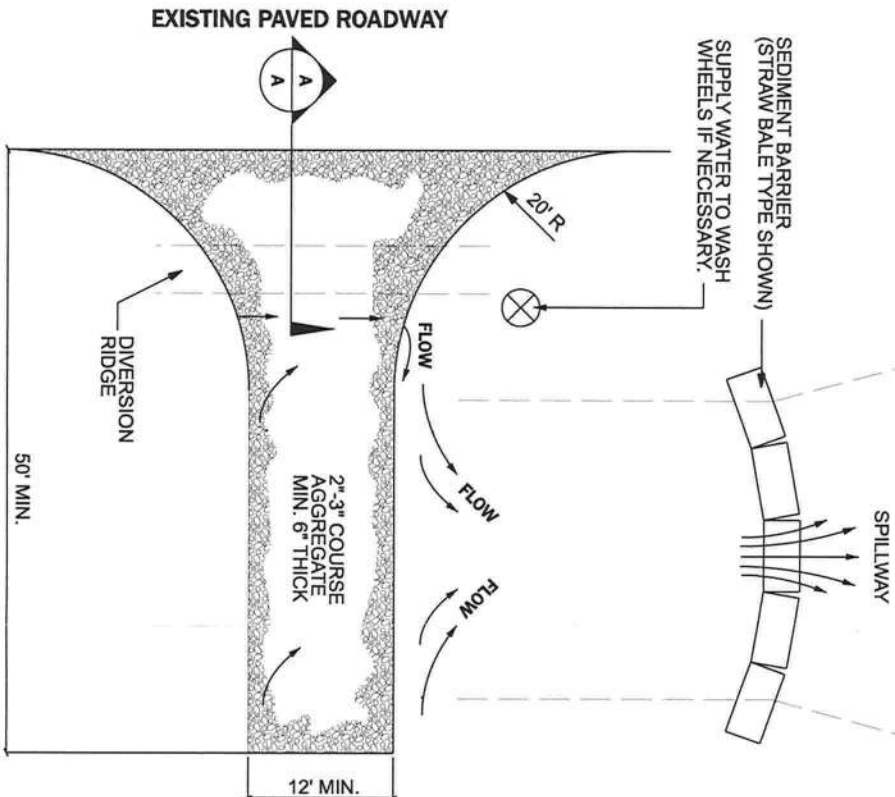 EXISTING PAVED ROADWAY
A
A
SEDIMENT BARRIER
(STRAW BALE TYPE SHOWN)
SUPPLY WATER TO WASH
WHEELS IF NECESSARY.
20' R
DIVERSION
RIDGE
FLOW
FLOW
FLOW
SPILLWAY
2"-3" COURSE
AGGREGATE
MIN. 6" THICK
50' MIN.
12' MIN.